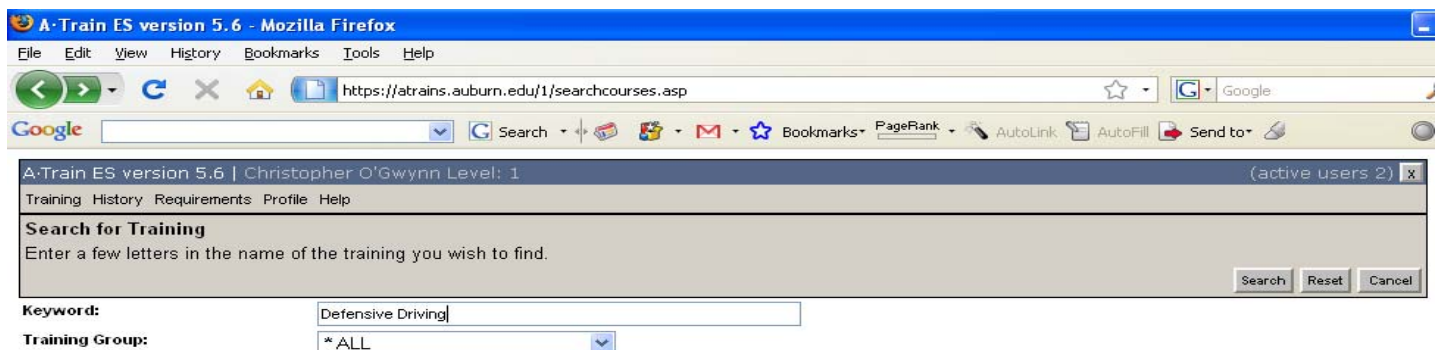 A·Train ES version 5.6 - Mozilla Firefox
File Edit View History Bookmarks Tools Help
https://atrains.auburn.edu/1/searchcourses.asp
G Google
Google G Search Bookmarks PageRank AutoLink AutoFill Send to
A·Train ES version 5.6 | Christopher O'Gwynn Level: 1 (active users 2) x
Training History Requirements Profile Help
Search for Training
Enter a few letters in the name of the training you wish to find.
Search Reset Cancel
Keyword: Defensive Driving
Training Group: * ALL